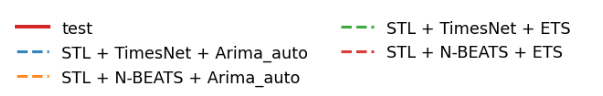 test
STL + TimesNet + Arima_auto
STL + N-BEATS + Arima_auto
STL + TimesNet + ETS
STL + N-BEATS + ETS